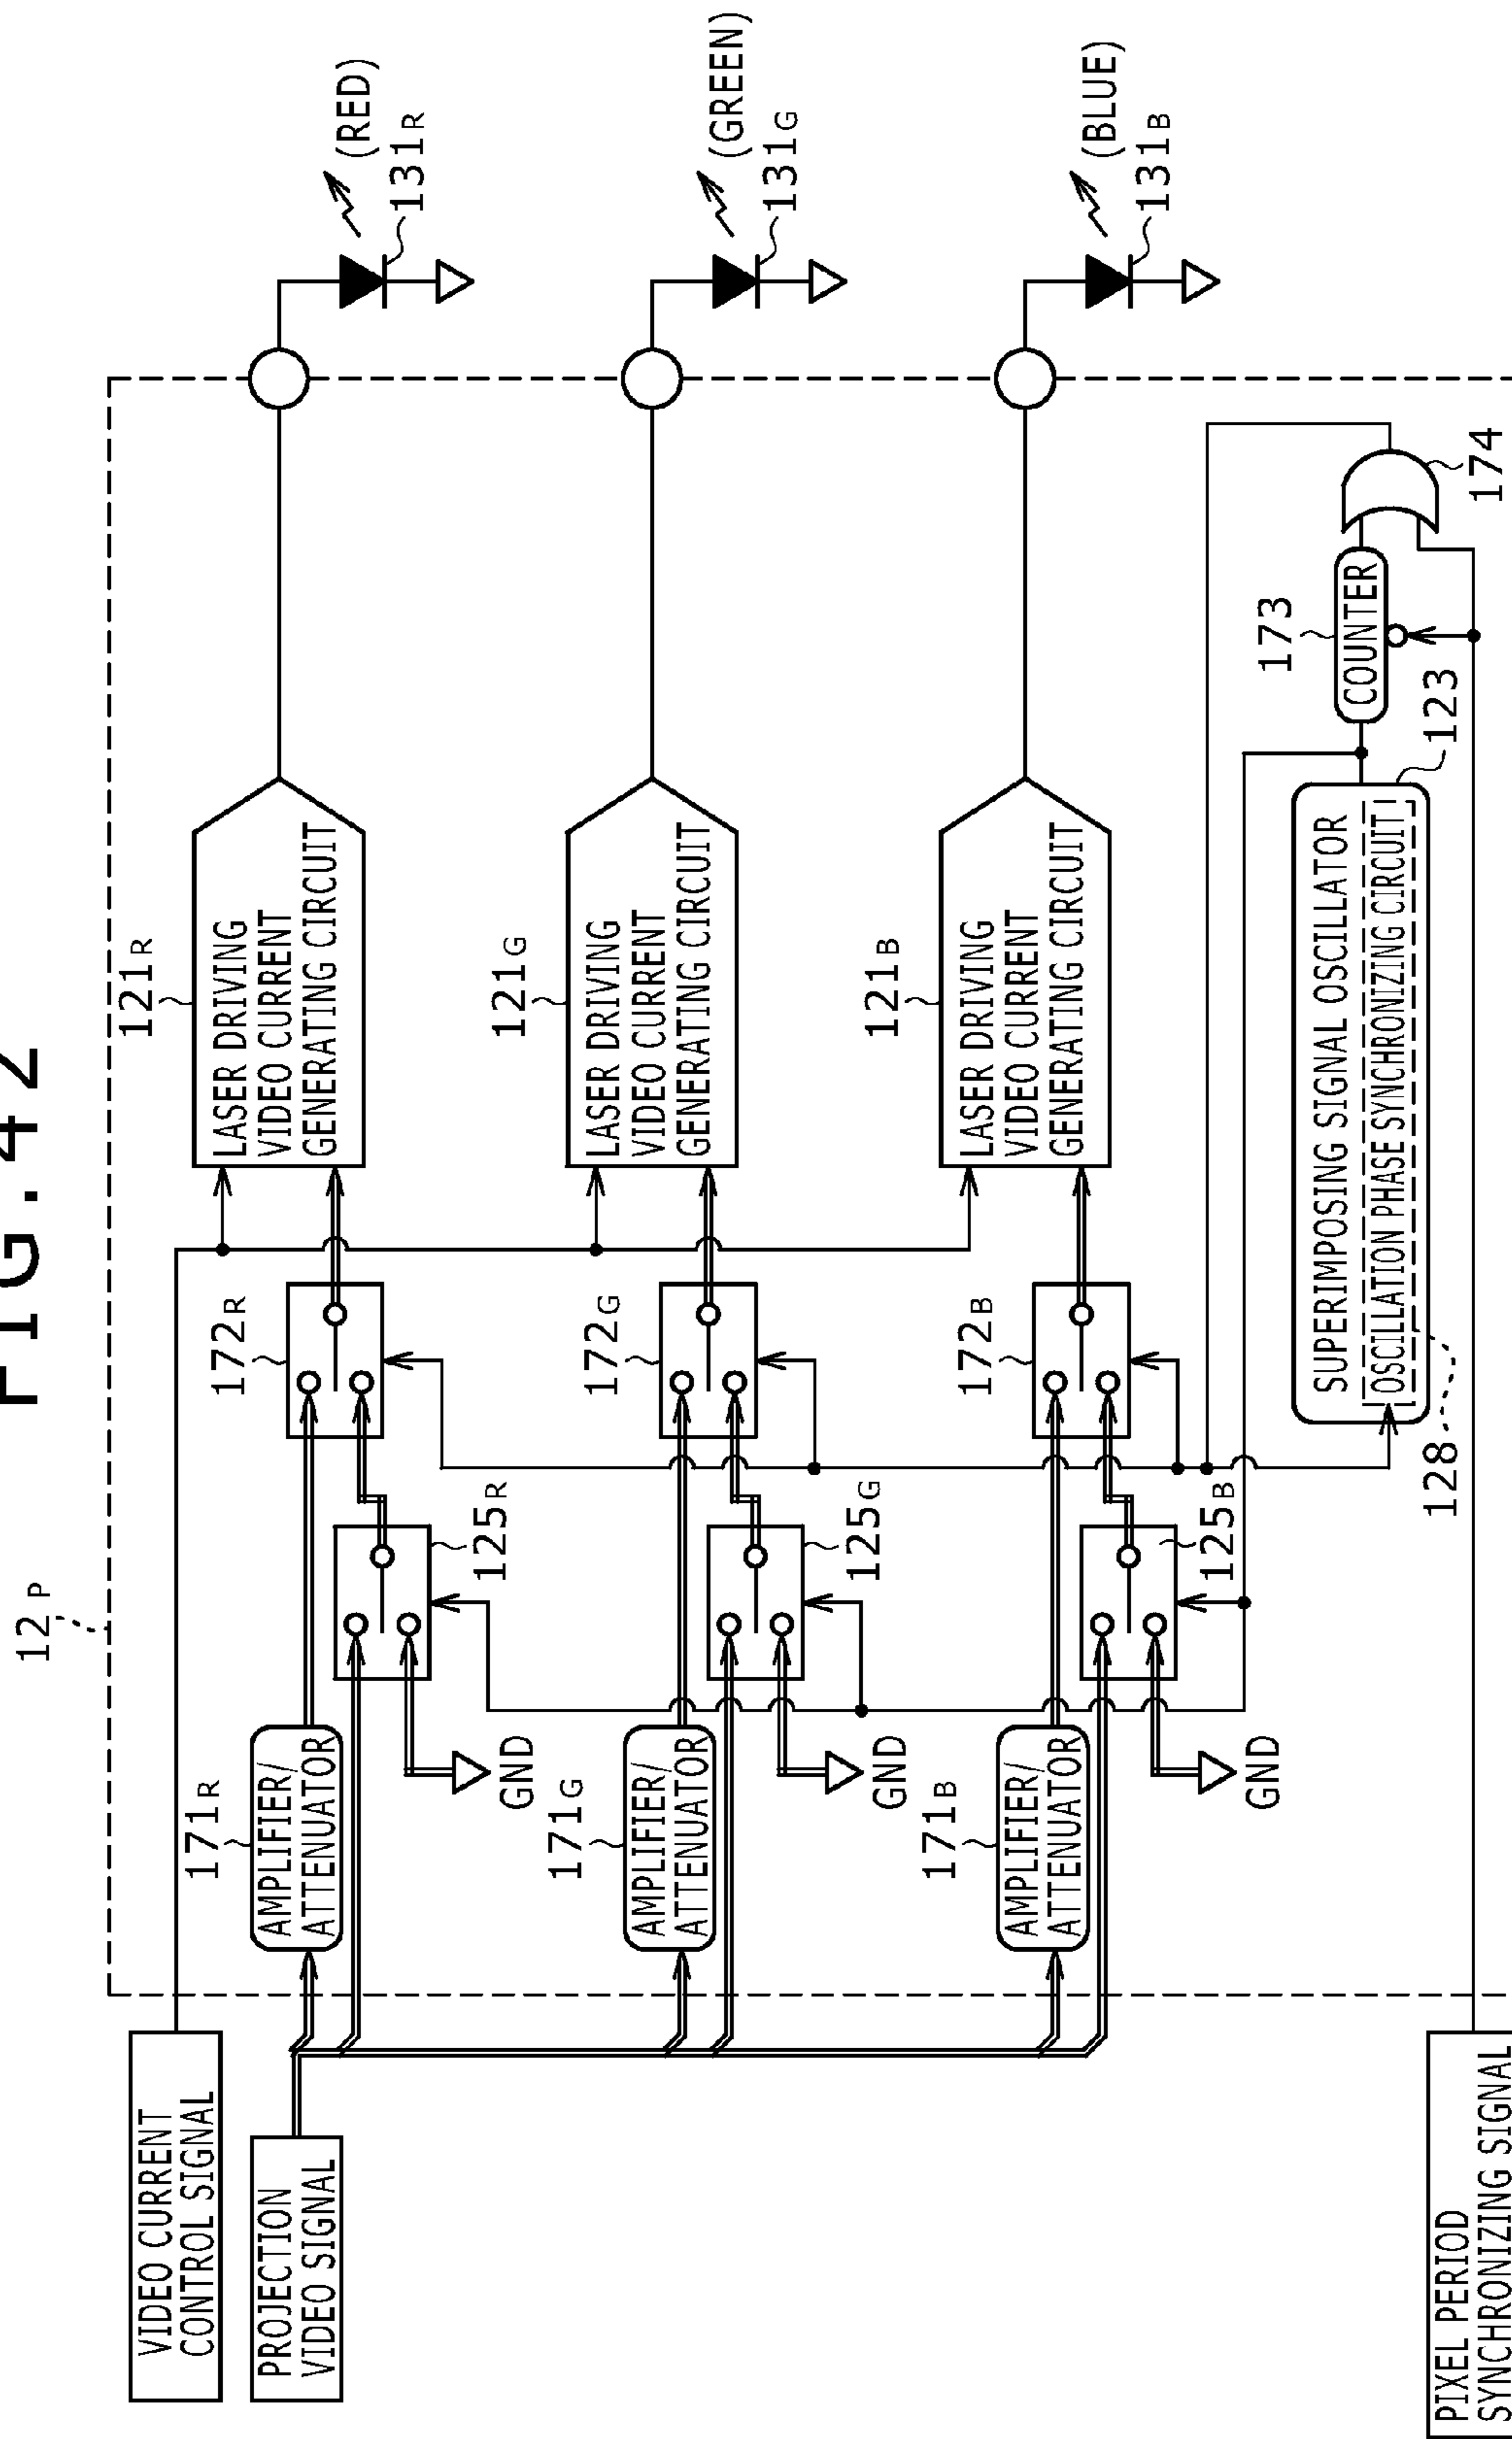 FIG.42
12P
VIDEO CURRENT
CONTROL SIGNAL
PROJECTION
VIDEO SIGNAL
171R
AMPLIFIER/
ATTENUATOR
GND
125R
172R
121R
LASER DRIVING
VIDEO CURRENT
GENERATING CIRCUIT
(RED)
131R
171G
AMPLIFIER/
ATTENUATOR
GND
125G
172G
121G
LASER DRIVING
VIDEO CURRENT
GENERATING CIRCUIT
(GREEN)
131G
171B
AMPLIFIER/
ATTENUATOR
GND
125B
172B
121B
LASER DRIVING
VIDEO CURRENT
GENERATING CIRCUIT
(BLUE)
131B
SUPERIMPOSING SIGNAL OSCILLATOR
OSCILLATION PHASE SYNCHRONIZING CIRCUIT
128
123
173
COUNTER
174
PIXEL PERIOD
SYNCHRONIZING SIGNAL